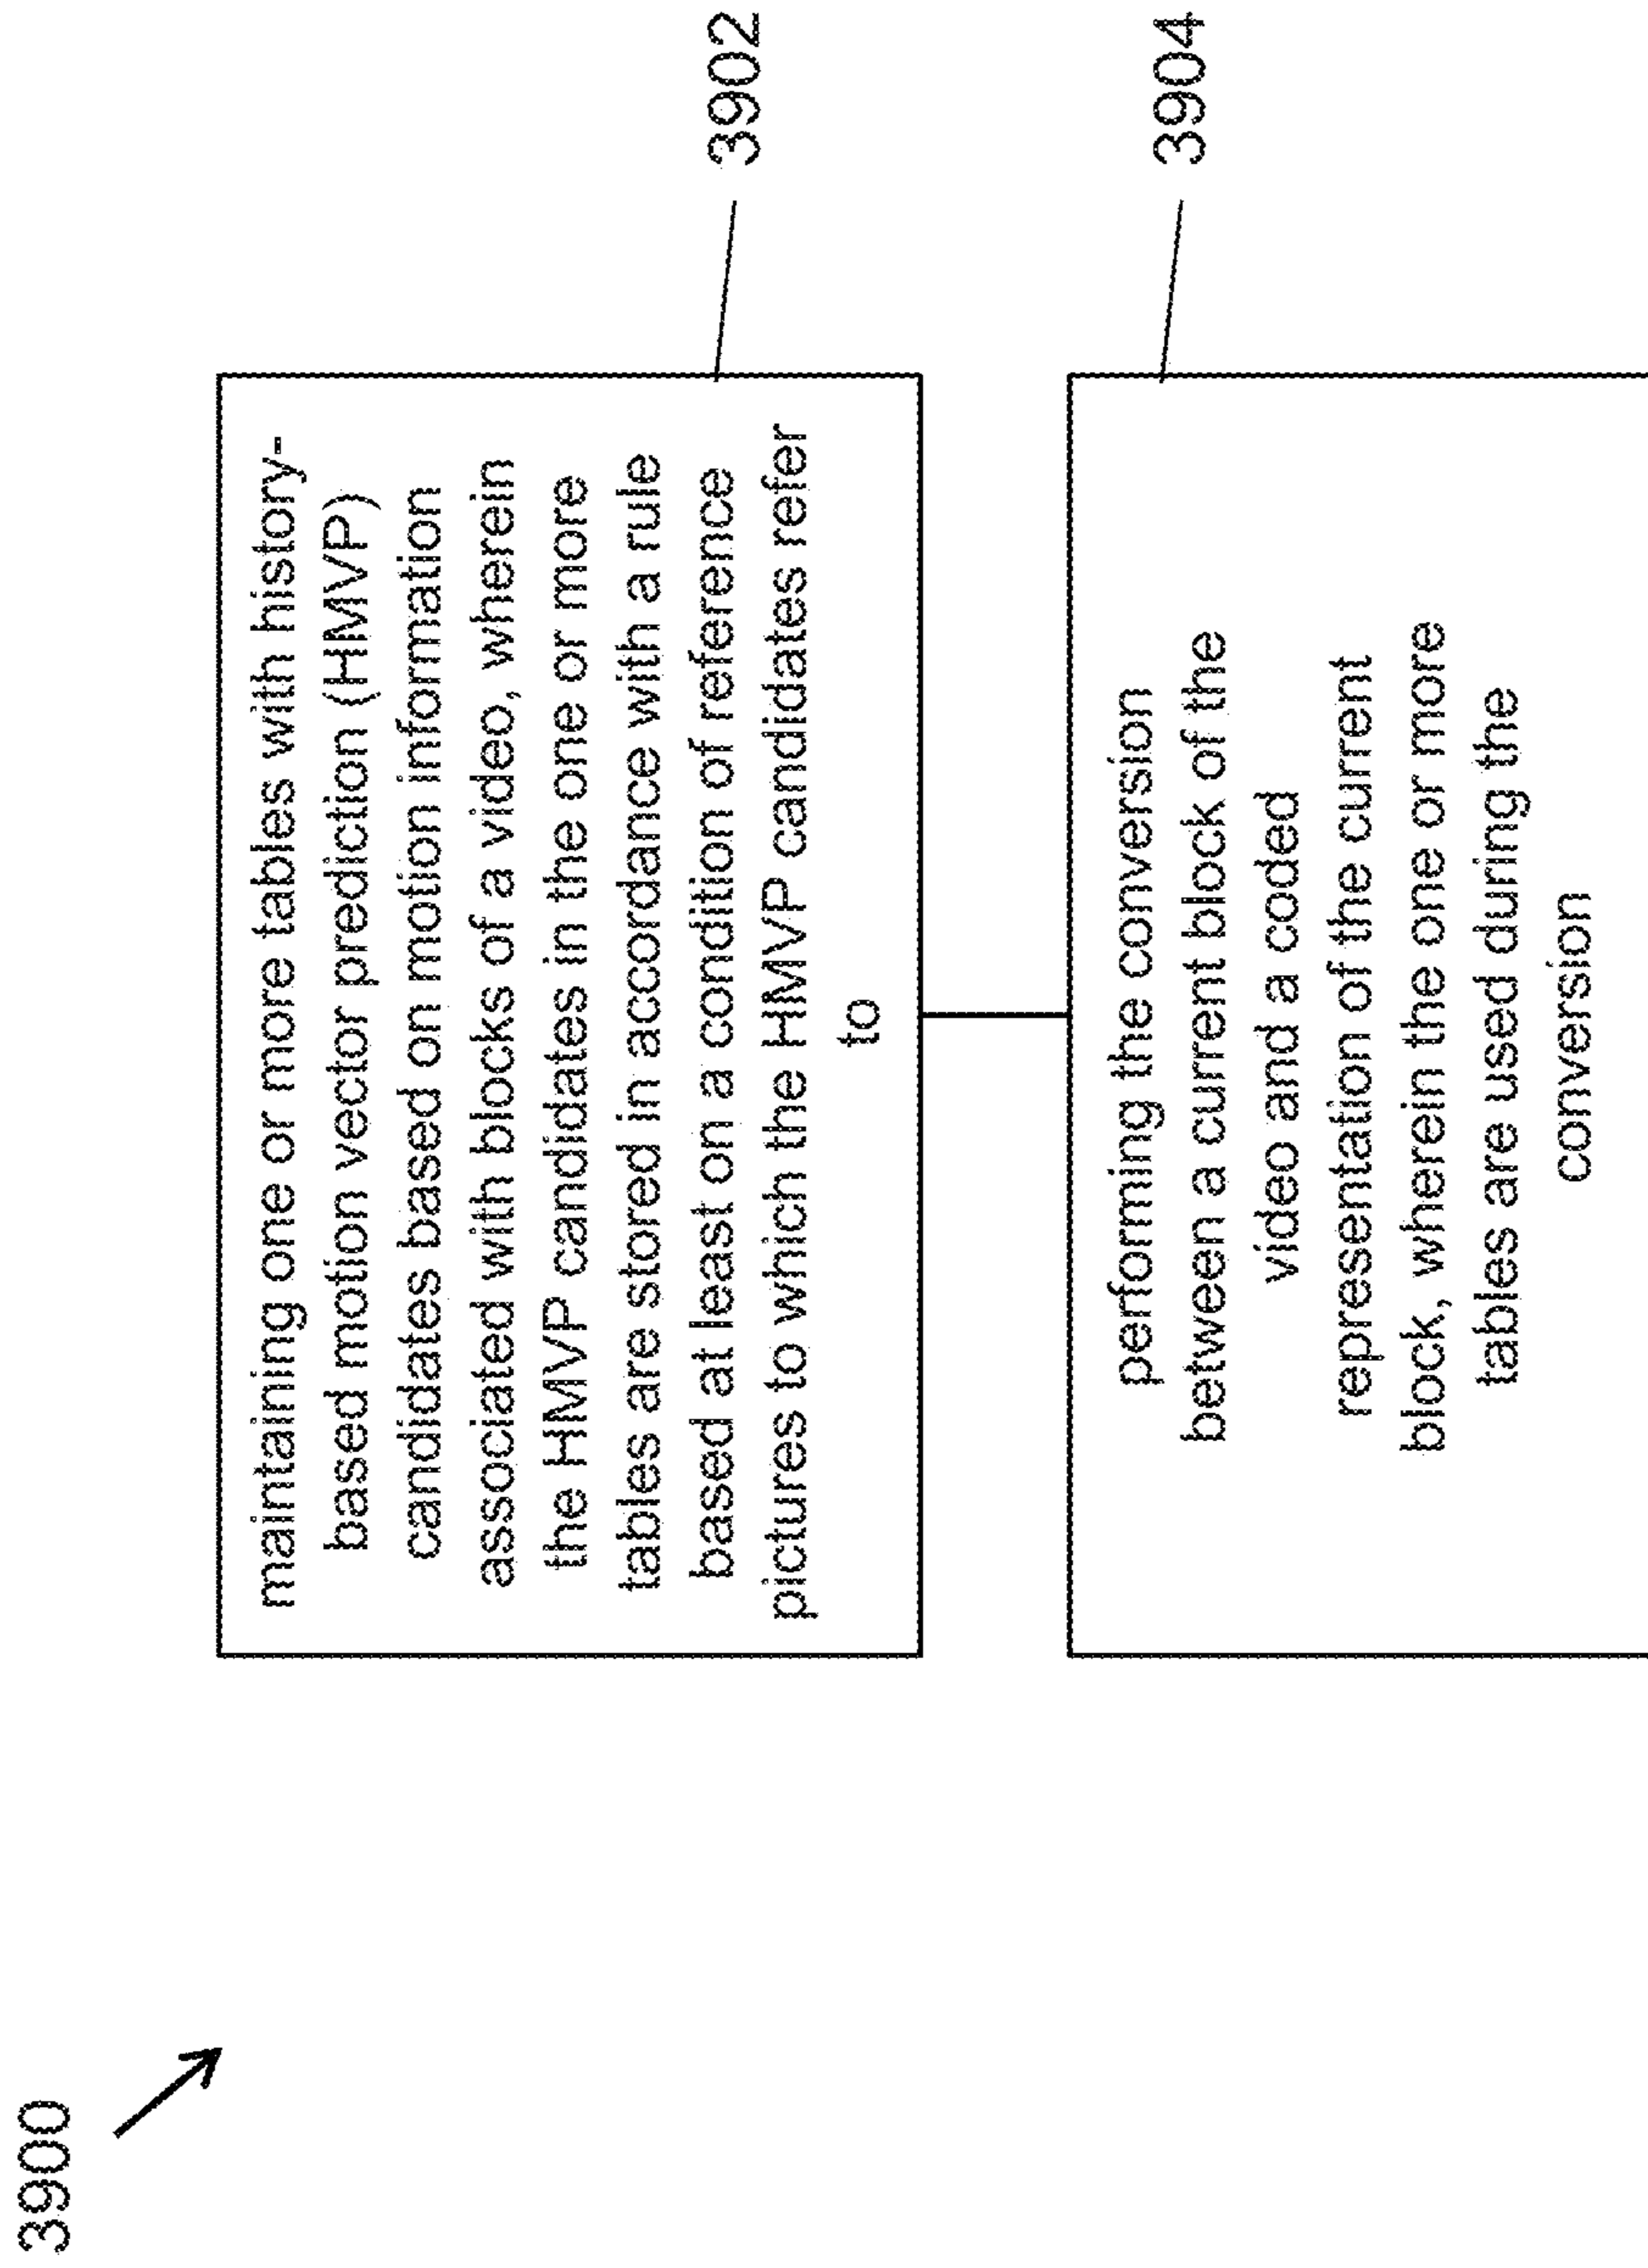 3900
maintaining one or more tables with history-
based motion vector prediction (HMVP)
candidates based on motion information
associated with blocks of a video, wherein
the HMVP candidates in the one or more
tables are stored in accordance with a rule
based at least on a condition of reference
pictures to which the HMVP candidates refer
to
3902
performing the conversion
between a current block of the
video and a coded
representation of the current
block, wherein the one or more
tables are used during the
conversion
3904